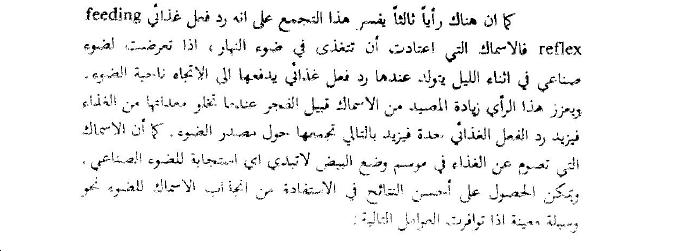 كما ان هناك رأياً ثالثاً يفسر هذا التجمع على انه رد فعل غذائي feeding
reflex فالاسماك التي اعتادت أن تتغذى في ضوء النهار ، اذا تعرضت لضوء
صناعي في اثناء الليل يتولد عندها رد فعل غذائي يدفعها الى الاتجاه ناحية الضوء .
ويعزز هذا الرأي زيادة المصيد من الاسماك قبيل الفجر عندما تخلو معداتها من الغذاء
فيزيد رد الفعل الغذائي حدة فيزيد بالتالي تجمعها حول مصدر الضوء . كما أن الاسماك
التي تصوم عن الغذاء في موسم وضع البيض لاتبدي اي استجابة للضوء الصناعي .
ويمكن الحصول على أحسن النتائج في الاستفادة من انجذاب الاسماك للضوء نحو
وسيلة معينة اذا توافرت العوامل التالية :